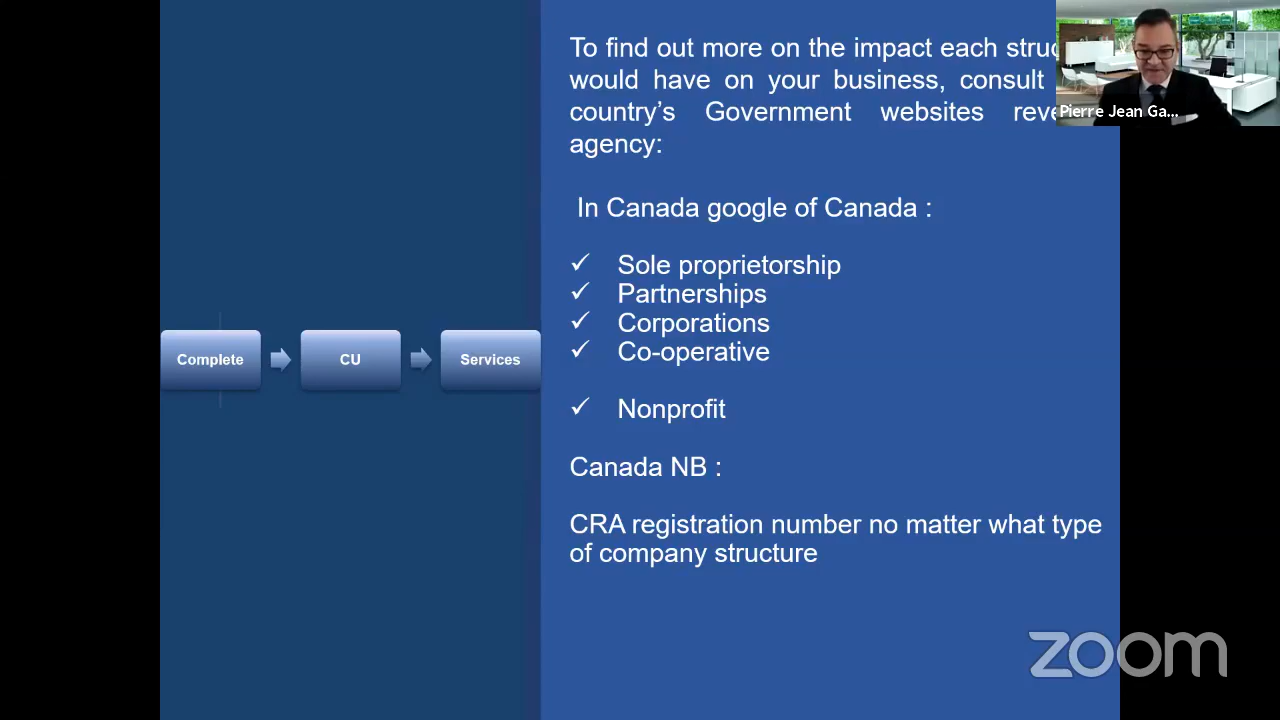 To find out more on the impact each
would have on your business, consult
country’s Government websites
agency:
In Canada google of Canada :
✓ Sole proprietorship
✓ Partnerships
✓ Corporations
✓ Co-operative
✓ Nonprofit
Canada NB :
CRA registration number no matter what type
of company structure
Complete
CU
Services
Pierre Jean Ga...
zoom